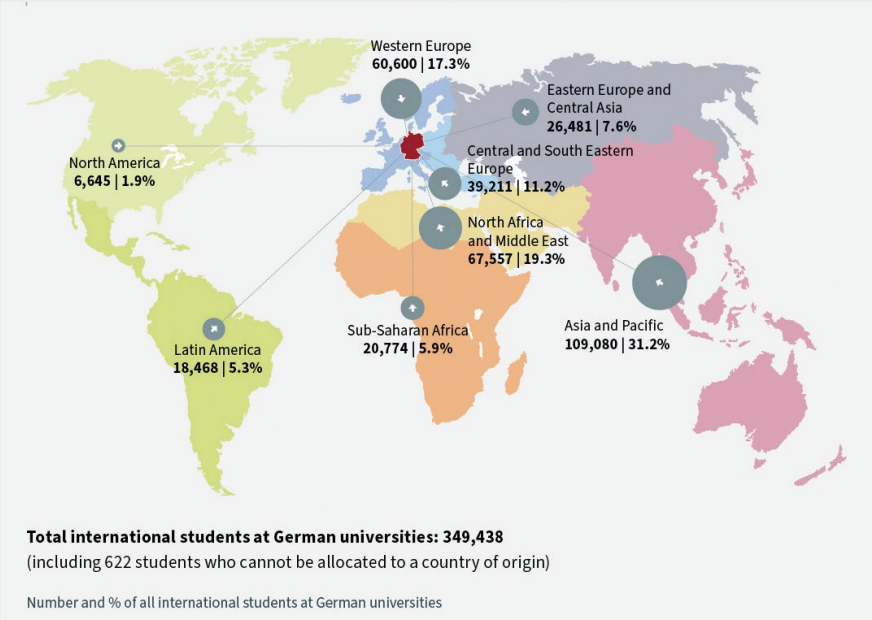 Western Europe
60,600 | 17.3%
Eastern Europe and
Central Asia
26,481 | 7.6%
North America
6,645 | 1.9%
Central and South Eastern
Europe
39,211 | 11.2%
North Africa
and Middle East
67,557 | 19.3%
Sub-Saharan Africa
20,774 | 5.9%
Asia and Pacific
109,080 | 31.2%
Latin America
18,468 | 5.3%
Total international students at German universities: 349,438
(including 622 students who cannot be allocated to a country of origin)
Number and % of all international students at German universities